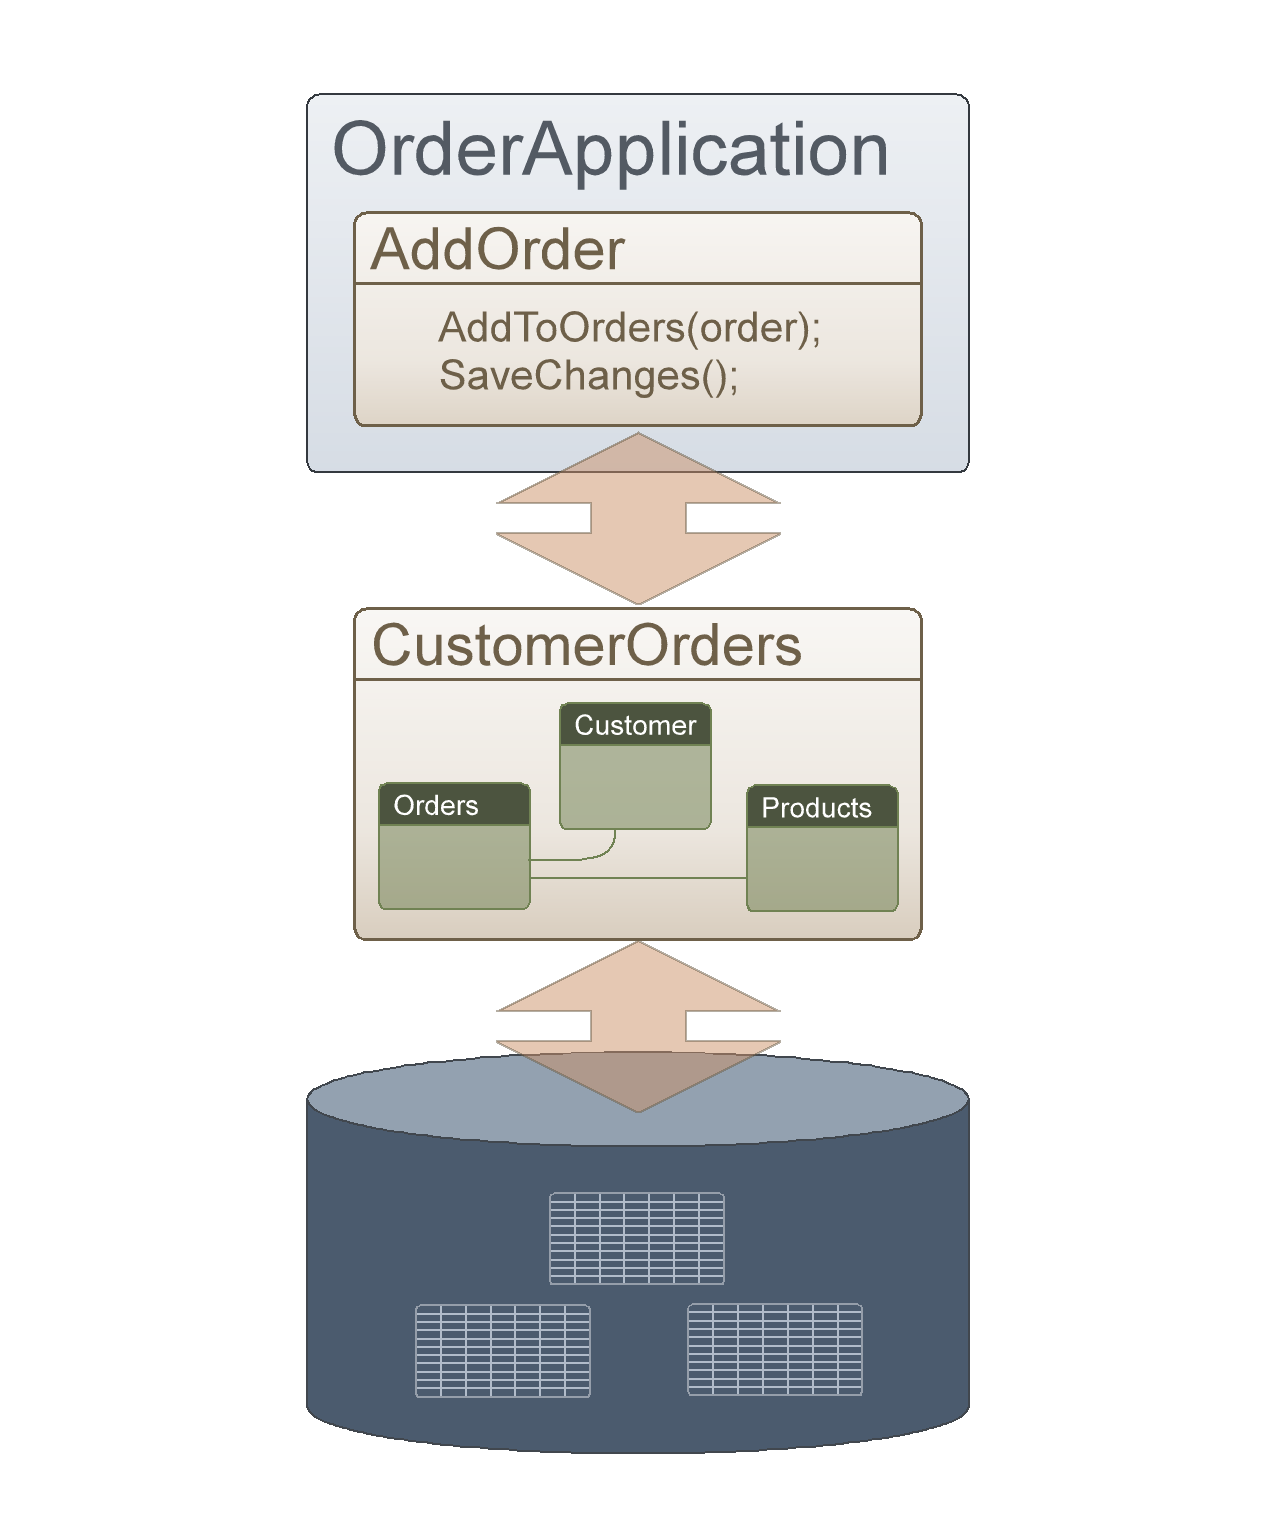 OrderApplication
AddOrder
AddToOrders(order);
SaveChanges();
CustomerOrders
Customer
Orders
Products